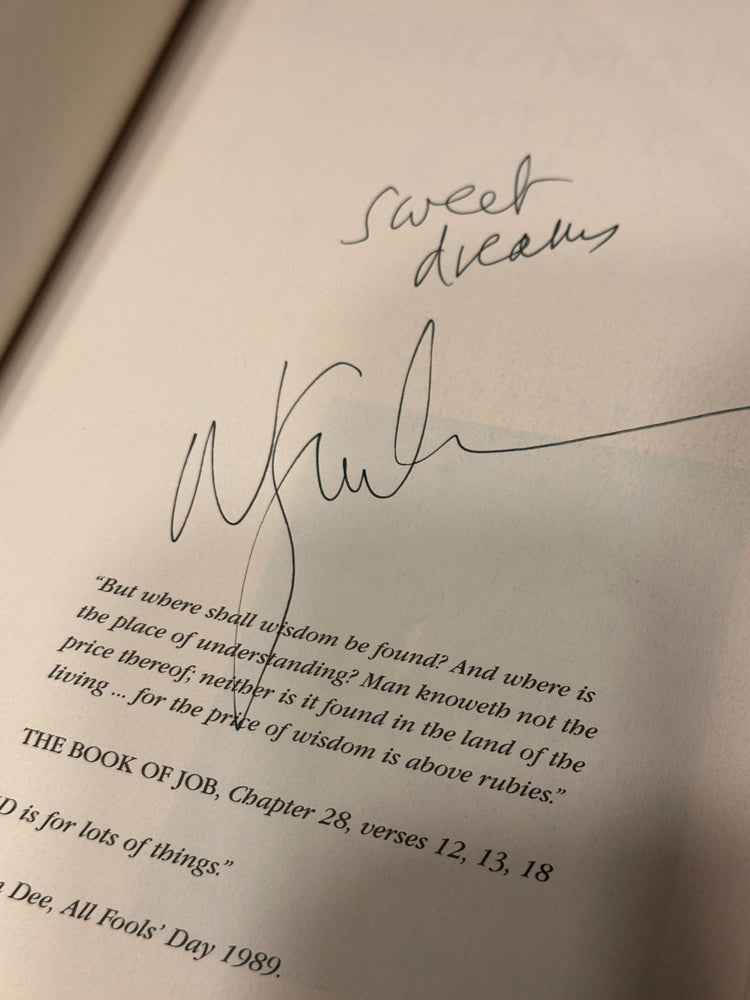 sweet
dreams
“But where shall wisdom be found? And where is
the place of understanding? Man knoweth not the
price thereof; neither is it found in the land of the
living ... for the price of wisdom is above rubies.”
THE BOOK OF JOB, Chapter 28, verses 12, 13, 18
D is for lots of things.”
Dee, All Fools’ Day 1989.